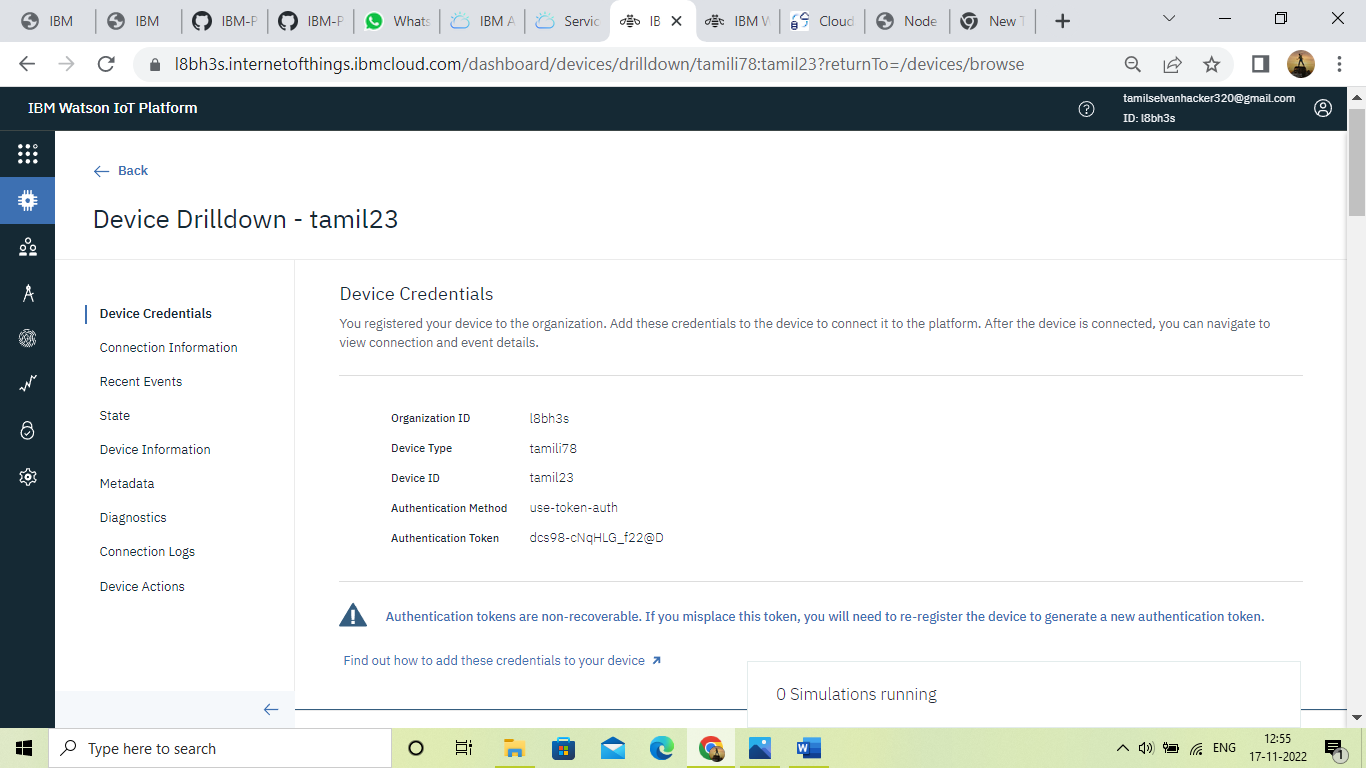 IBM
IBM
IBM-P
IBM-P
Whats
IBM A
Servic
IB
IBM W
Cloud
Node
New T
l8bh3s.internetofthings.ibmcloud.com/dashboard/devices/drilldown/tamili78:tamil23?returnTo=/devices/browse
IBM Watson IoT Platform
tamilselvanhacker320@gmail.com
ID: l8bh3s
Back
Device Drilldown - tamil23
Device Credentials
Connection Information
Recent Events
State
Device Information
Metadata
Diagnostics
Connection Logs
Device Actions
Device Credentials
You registered your device to the organization. Add these credentials to the device to connect it to the platform. After the device is connected, you can navigate to
view connection and event details.
Organization ID l8bh3s
Device Type tamili78
Device ID tamil23
Authentication Method use-token-auth
Authentication Token dcs98-cNqHLG_f22@D
Authentication tokens are non-recoverable. If you misplace this token, you will need to re-register the device to generate a new authentication token.
Find out how to add these credentials to your device
0 Simulations running
Type here to search
ENG
12:55
17-11-2022
1